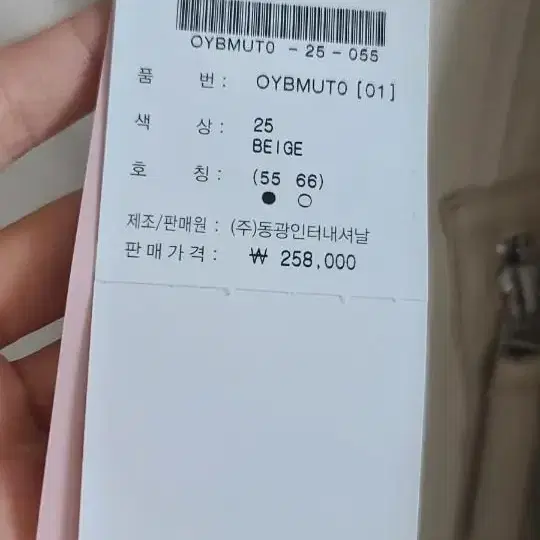 OYBMUT0 - 25 - 055
품 번 : OYBMUT0 [01]
색 상 : 25
BEIGE
호 칭 : (55 66)
● ○
제조/판매원 : (주)동광인터내셔날
판매가격 : ₩ 258,000